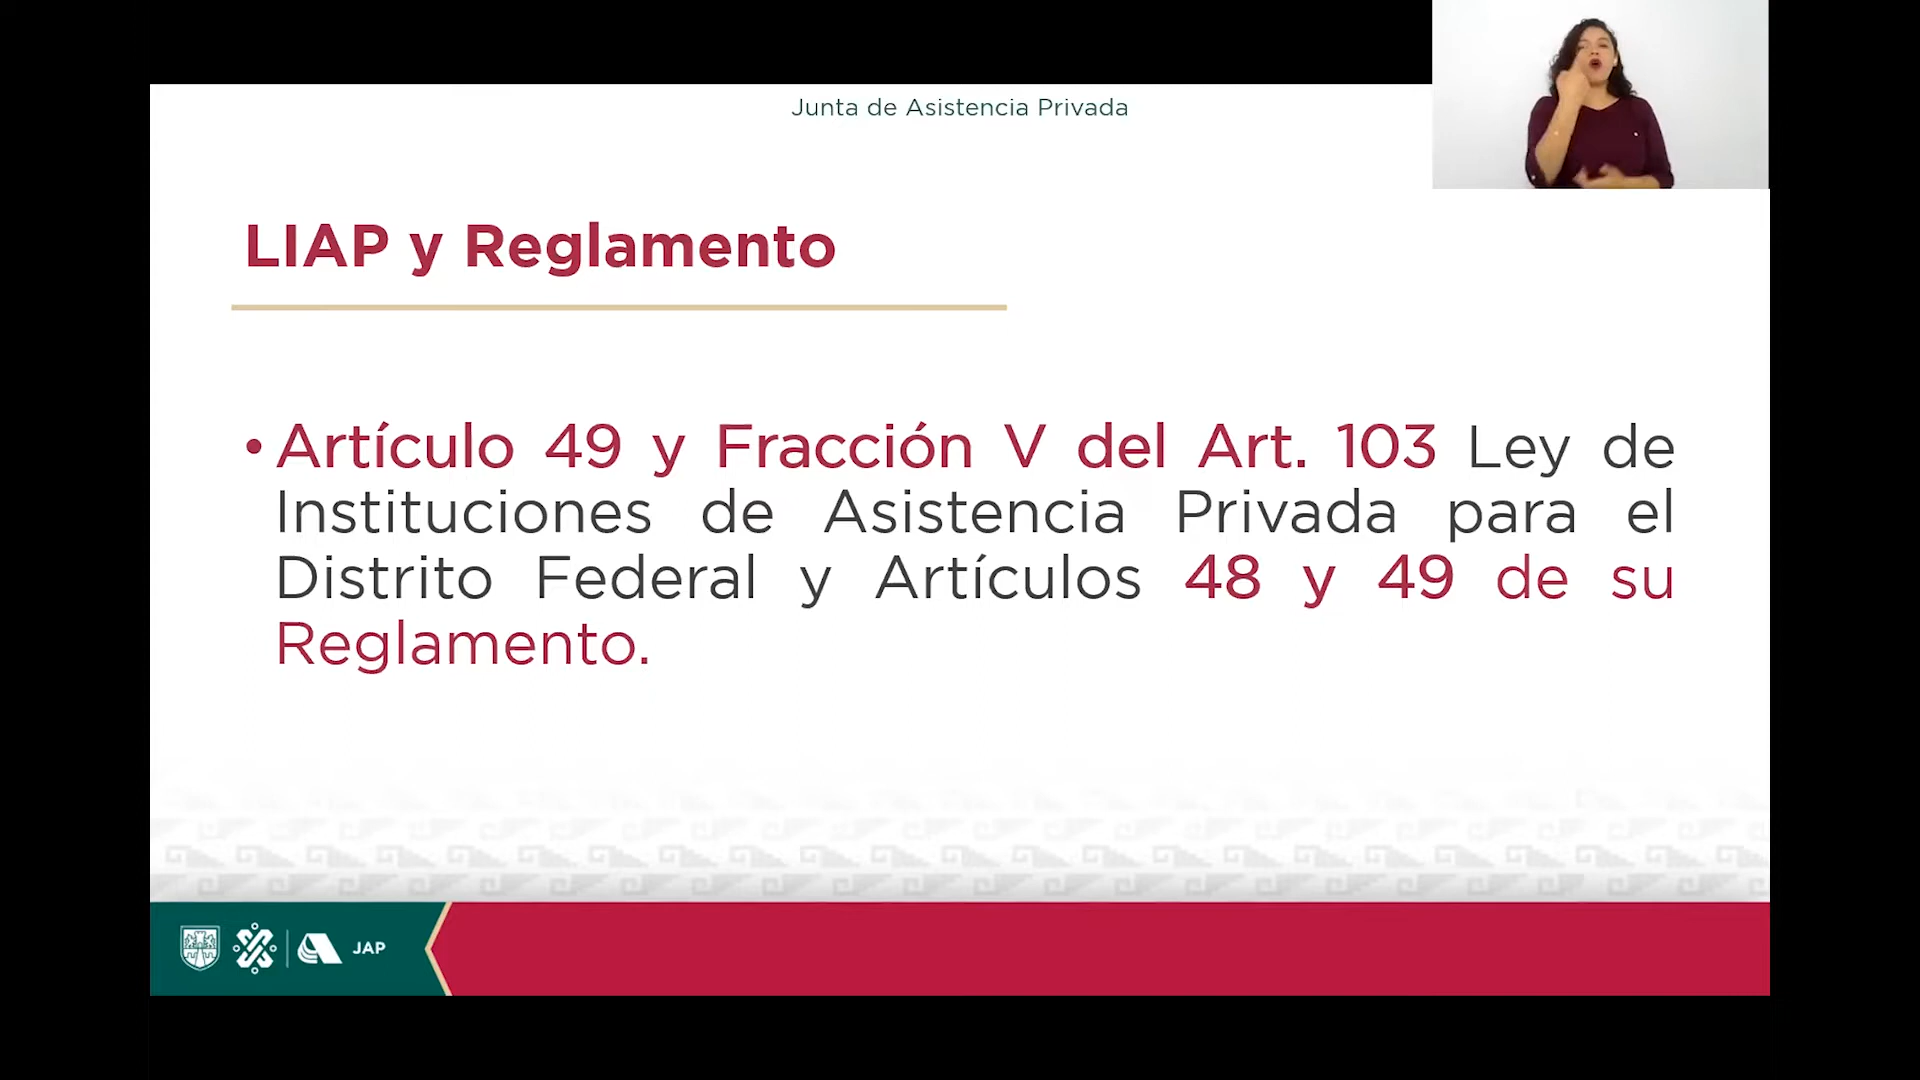 Junta de Asistencia Privada
LIAP y Reglamento
• Artículo 49 y Fracción V del Art. 103 Ley de
Instituciones de Asistencia Privada para el
Distrito Federal y Artículos 48 y 49 de su
Reglamento.
JAP